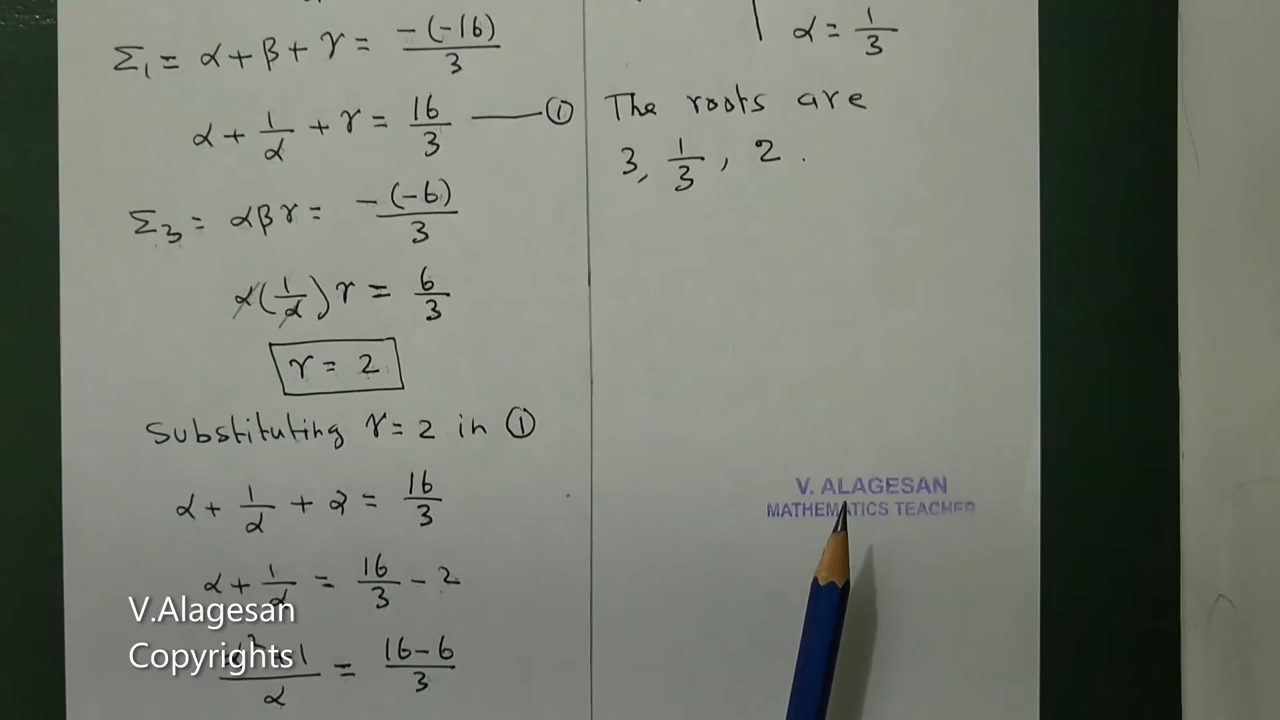 Σ₁ = α + β + γ = -(-16)/3
α + 1/α + γ = 16/3 —— ①
Σ₃ = αβγ = -(-6)/3
α(1/α)γ = 6/3
γ = 2
Substituting γ = 2 in ①
α + 1/α + 2 = 16/3
α + 1/α = 16/3 - 2
/α = (16-6)/3
α = 1/3
The roots are
3, 1/3, 2.
V. ALAGESAN
MATHEMATICS TEACHER
V.Alagesan
Copyrights